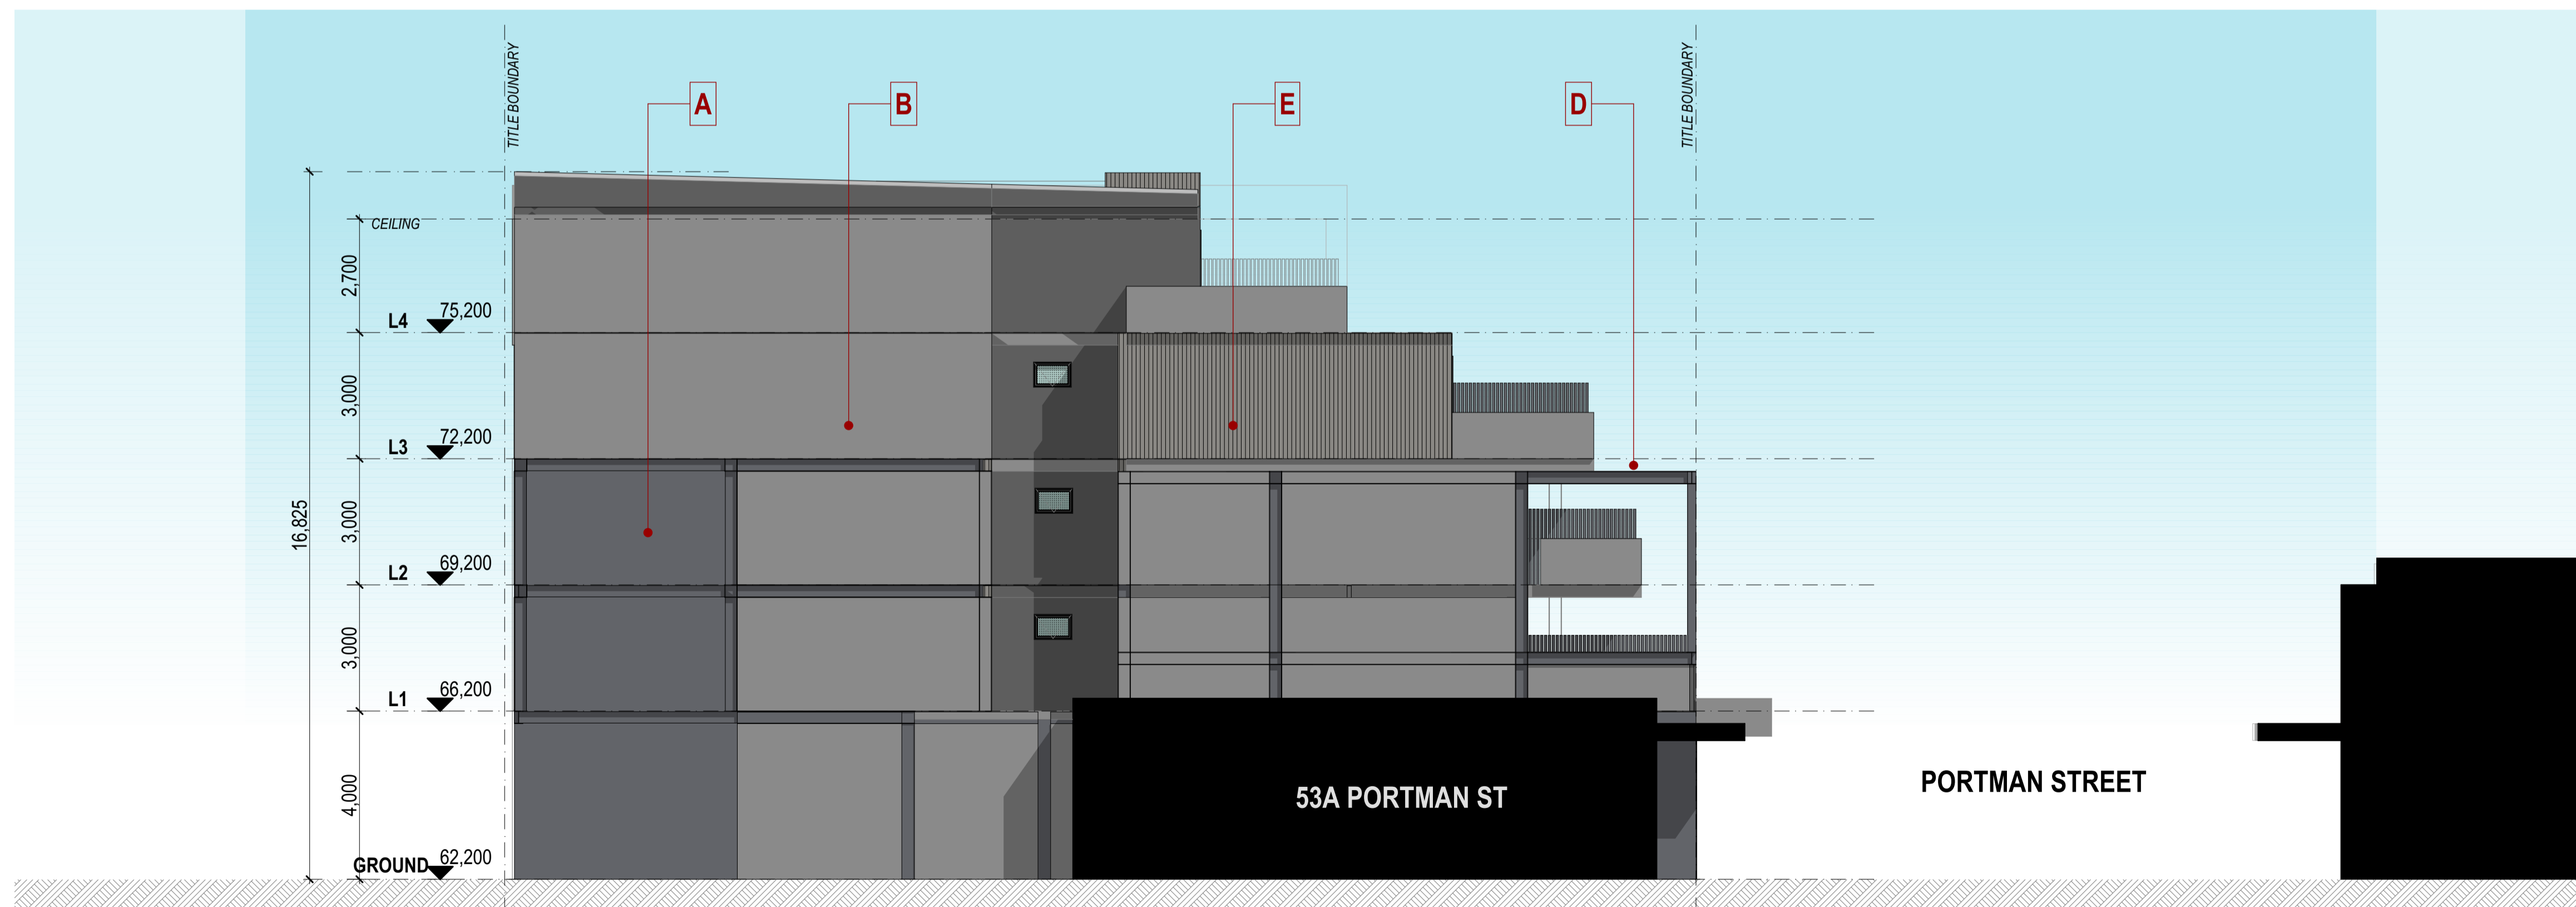 TITLE BOUNDARY
TITLE BOUNDARY
A
B
E
D
CEILING
2,700
L4
75,200
3,000
L3
72,200
16,825
3,000
L2
69,200
3,000
L1
66,200
4,000
53A PORTMAN ST
PORTMAN STREET
GROUND
62,200